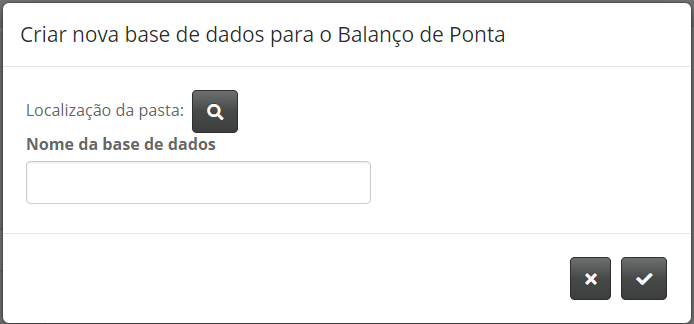 Criar nova base de dados para o Balanço de Ponta
Localização da pasta:
Nome da base de dados